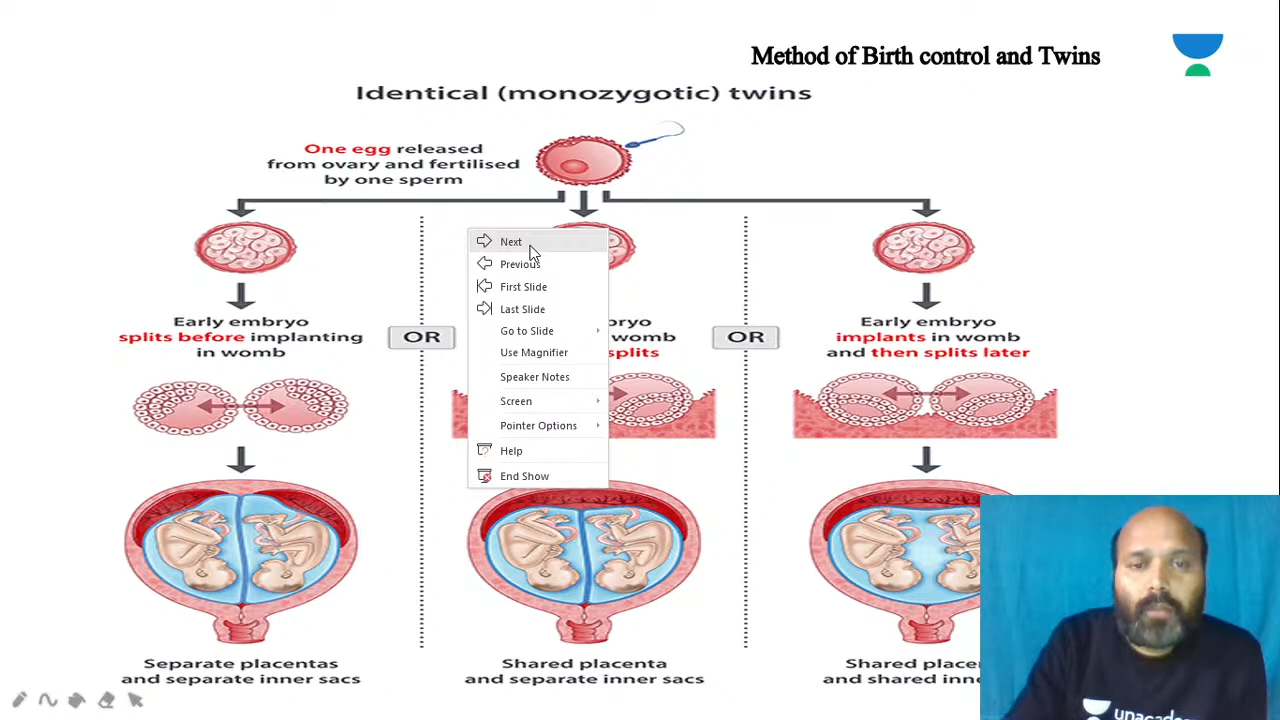 Method of Birth control and Twins
Identical (monozygotic) twins
One egg released
from ovary and fertilised
by one sperm
Early embryo
splits before implanting
in womb
OR
womb
splits
OR
Early embryo
implants in womb
and then splits later
Next
Previous
First Slide
Last Slide
Go to Slide
Use Magnifier
Speaker Notes
Screen
Pointer Options
Help
End Show
Separate placentas
and separate inner sacs
Shared placenta
and separate inner sacs
Shared
and shared